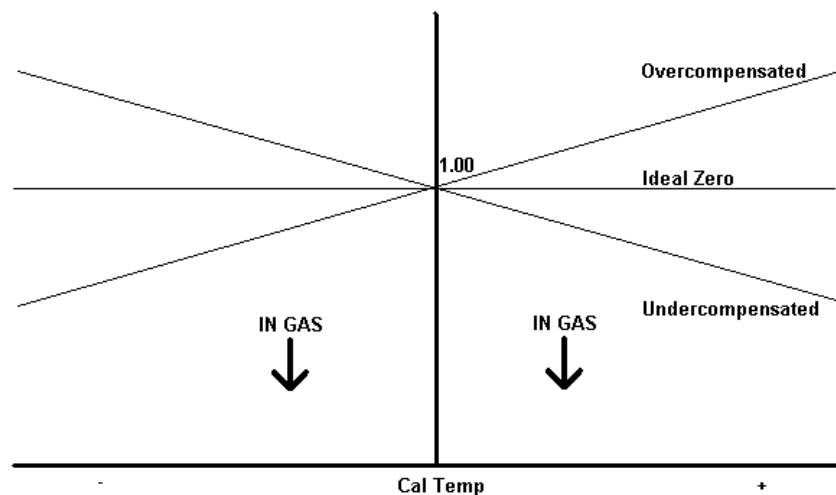 Overcompensated
1.00
Ideal Zero
Undercompensated
IN GAS
IN GAS
-
Cal Temp
+